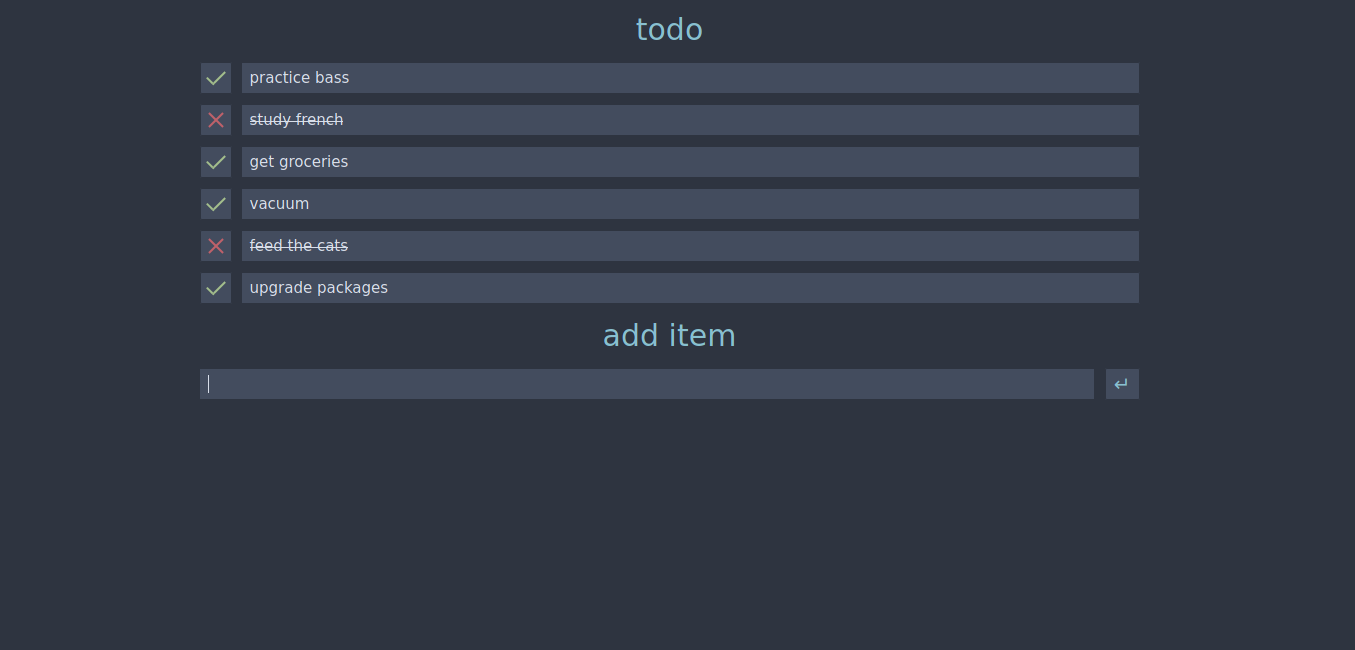 todo
practice bass
study french
get groceries
vacuum
feed the cats
upgrade packages
add item